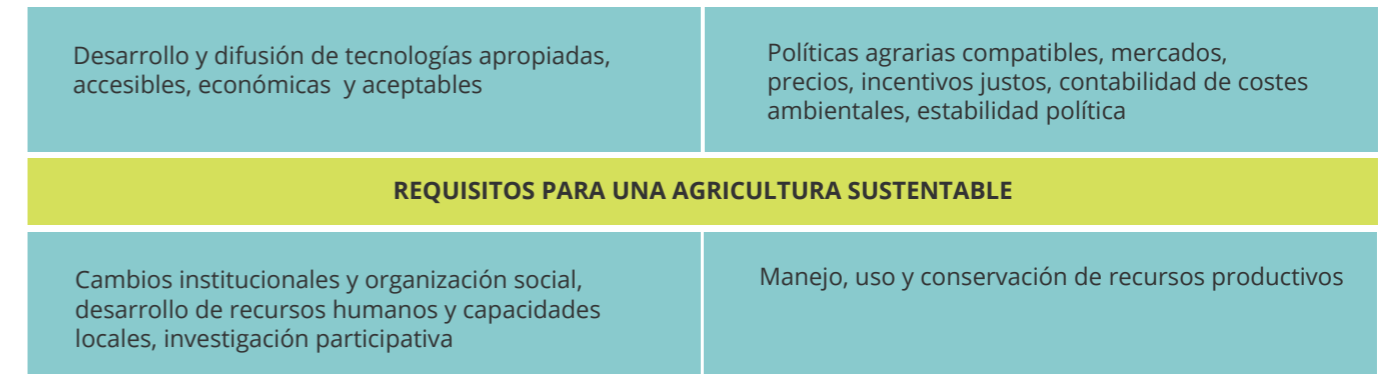 Desarrollo y difusión de tecnologías apropiadas,
accesibles, económicas y aceptables
Políticas agrarias compatibles, mercados,
precios, incentivos justos, contabilidad de costes
ambientales, estabilidad política
REQUISITOS PARA UNA AGRICULTURA SUSTENTABLE
Cambios institucionales y organización social,
desarrollo de recursos humanos y capacidades
locales, investigación participativa
Manejo, uso y conservación de recursos productivos